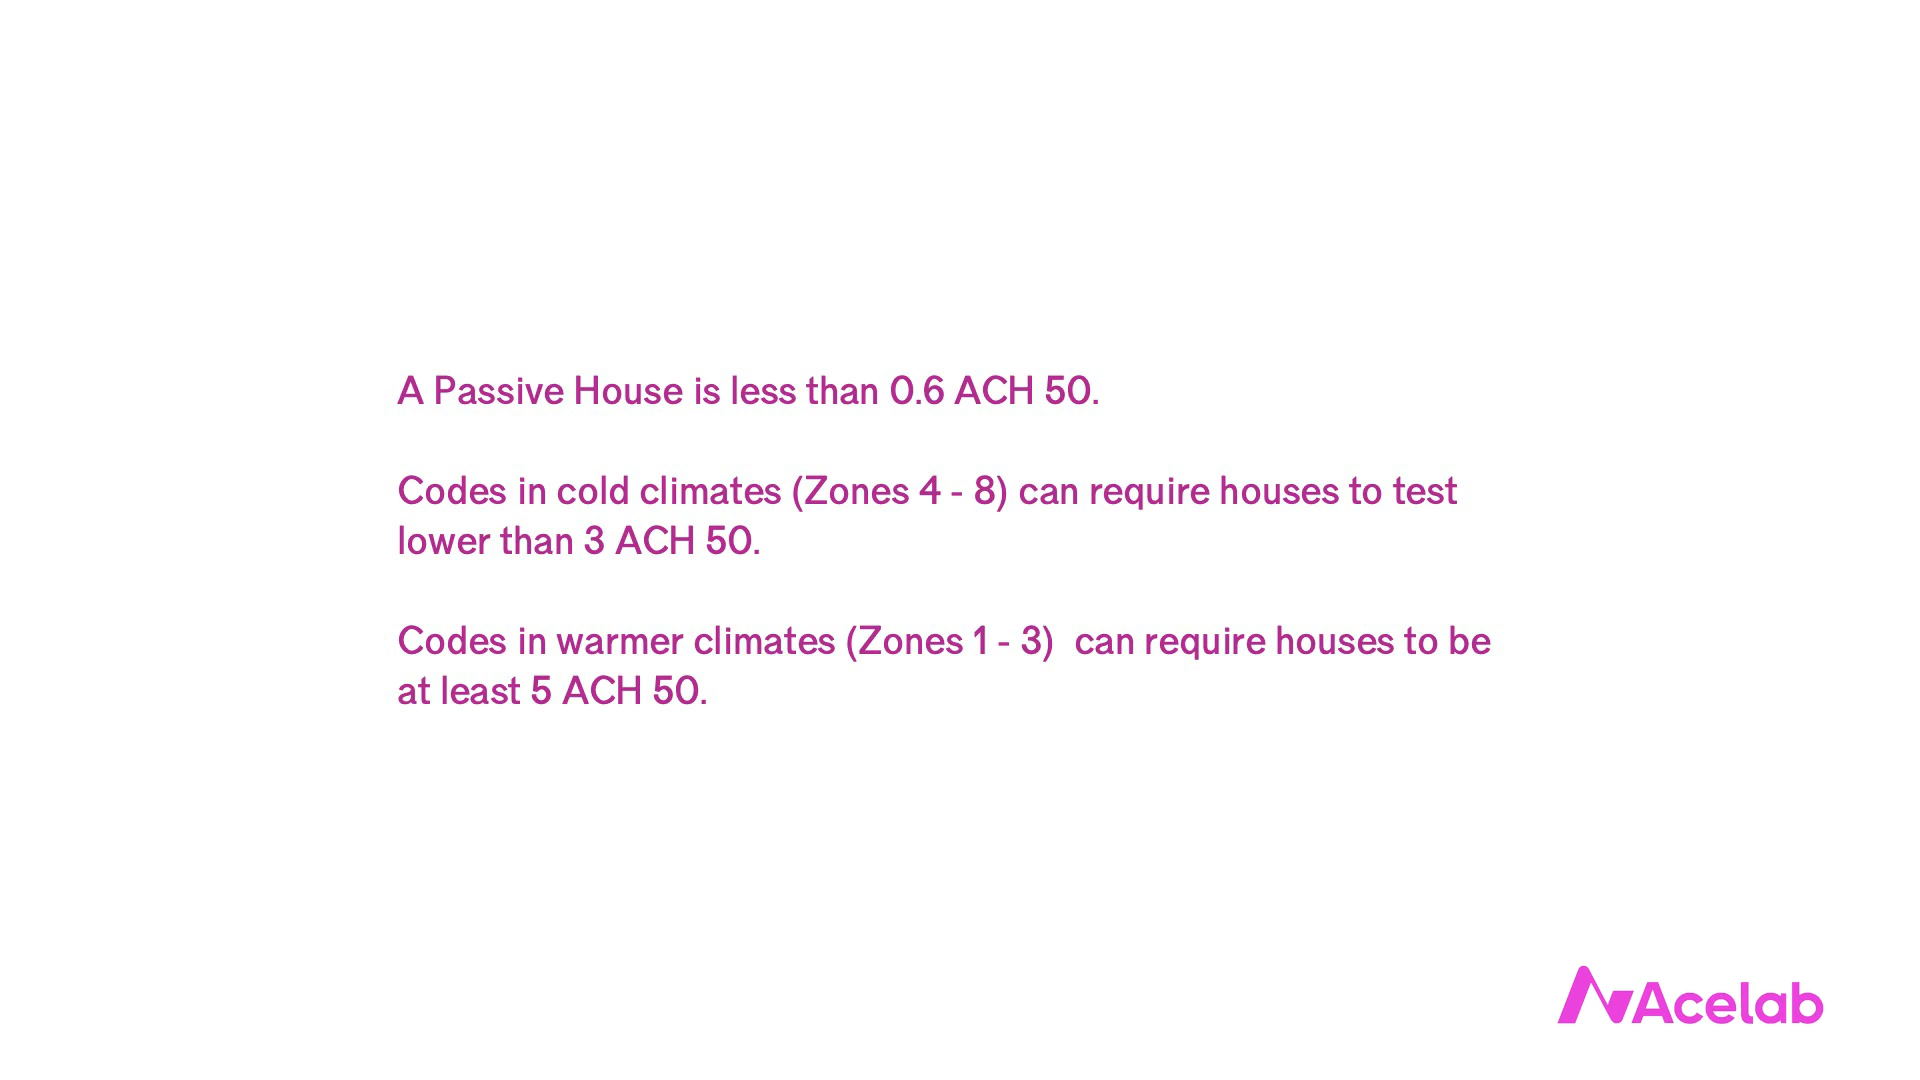 A Passive House is less than 0.6 ACH 50.
Codes in cold climates (Zones 4 - 8) can require houses to test
lower than 3 ACH 50.
Codes in warmer climates (Zones 1 - 3)  can require houses to be
at least 5 ACH 50.
Acelab